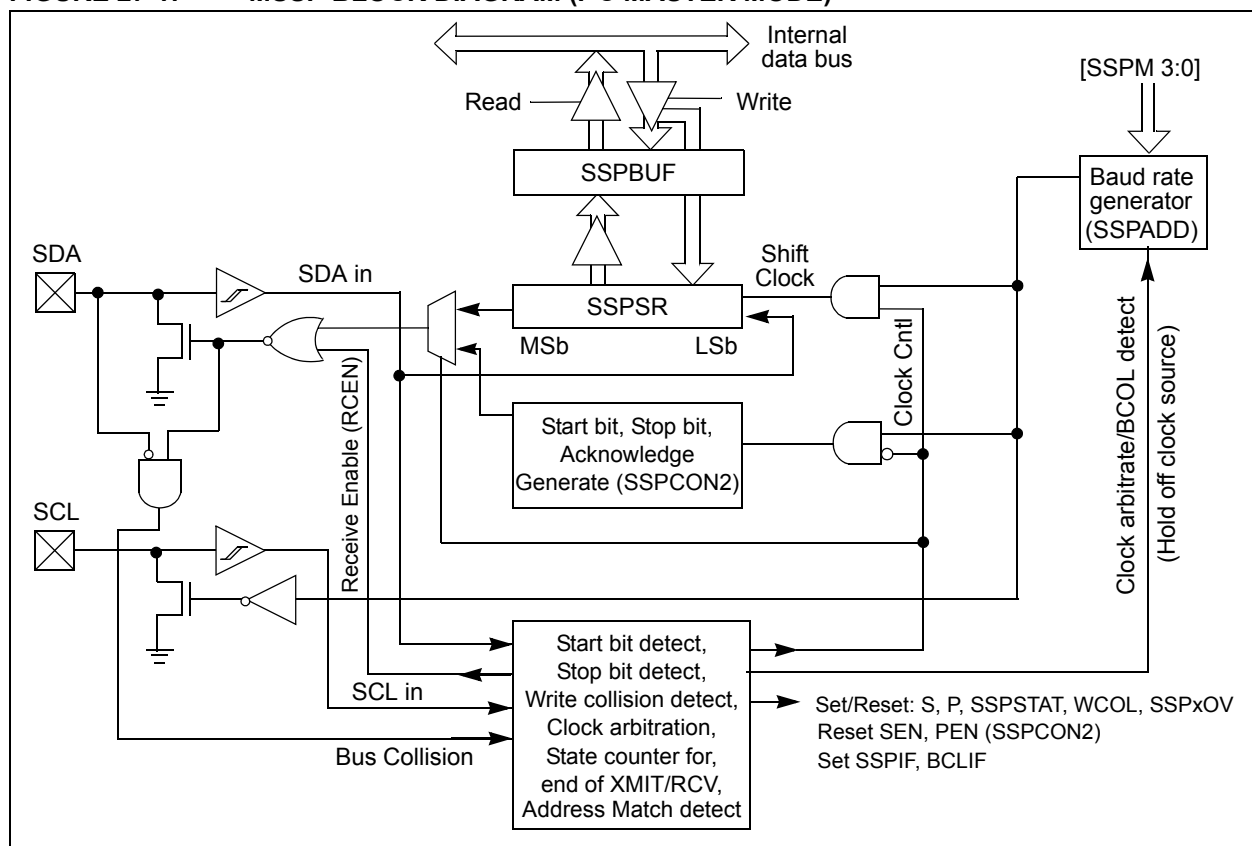 Internal
data bus
[SSPM 3:0]
Read
Write
SSPBUF
Baud rate
generator
(SSPADD)
SDA
SDA in
Shift
Clock
SSPSR
MSb
LSb
Clock Cntl
Clock arbitrate/BCOL detect
(Hold off clock source)
Receive Enable (RCEN)
Start bit, Stop bit,
Acknowledge
Generate (SSPCON2)
SCL
SCL in
Bus Collision
Start bit detect,
Stop bit detect,
Write collision detect,
Clock arbitration,
State counter for,
end of XMIT/RCV,
Address Match detect
Set/Reset: S, P, SSPSTAT, WCOL, SSPxOV
Reset SEN, PEN (SSPCON2)
Set SSPIF, BCLIF